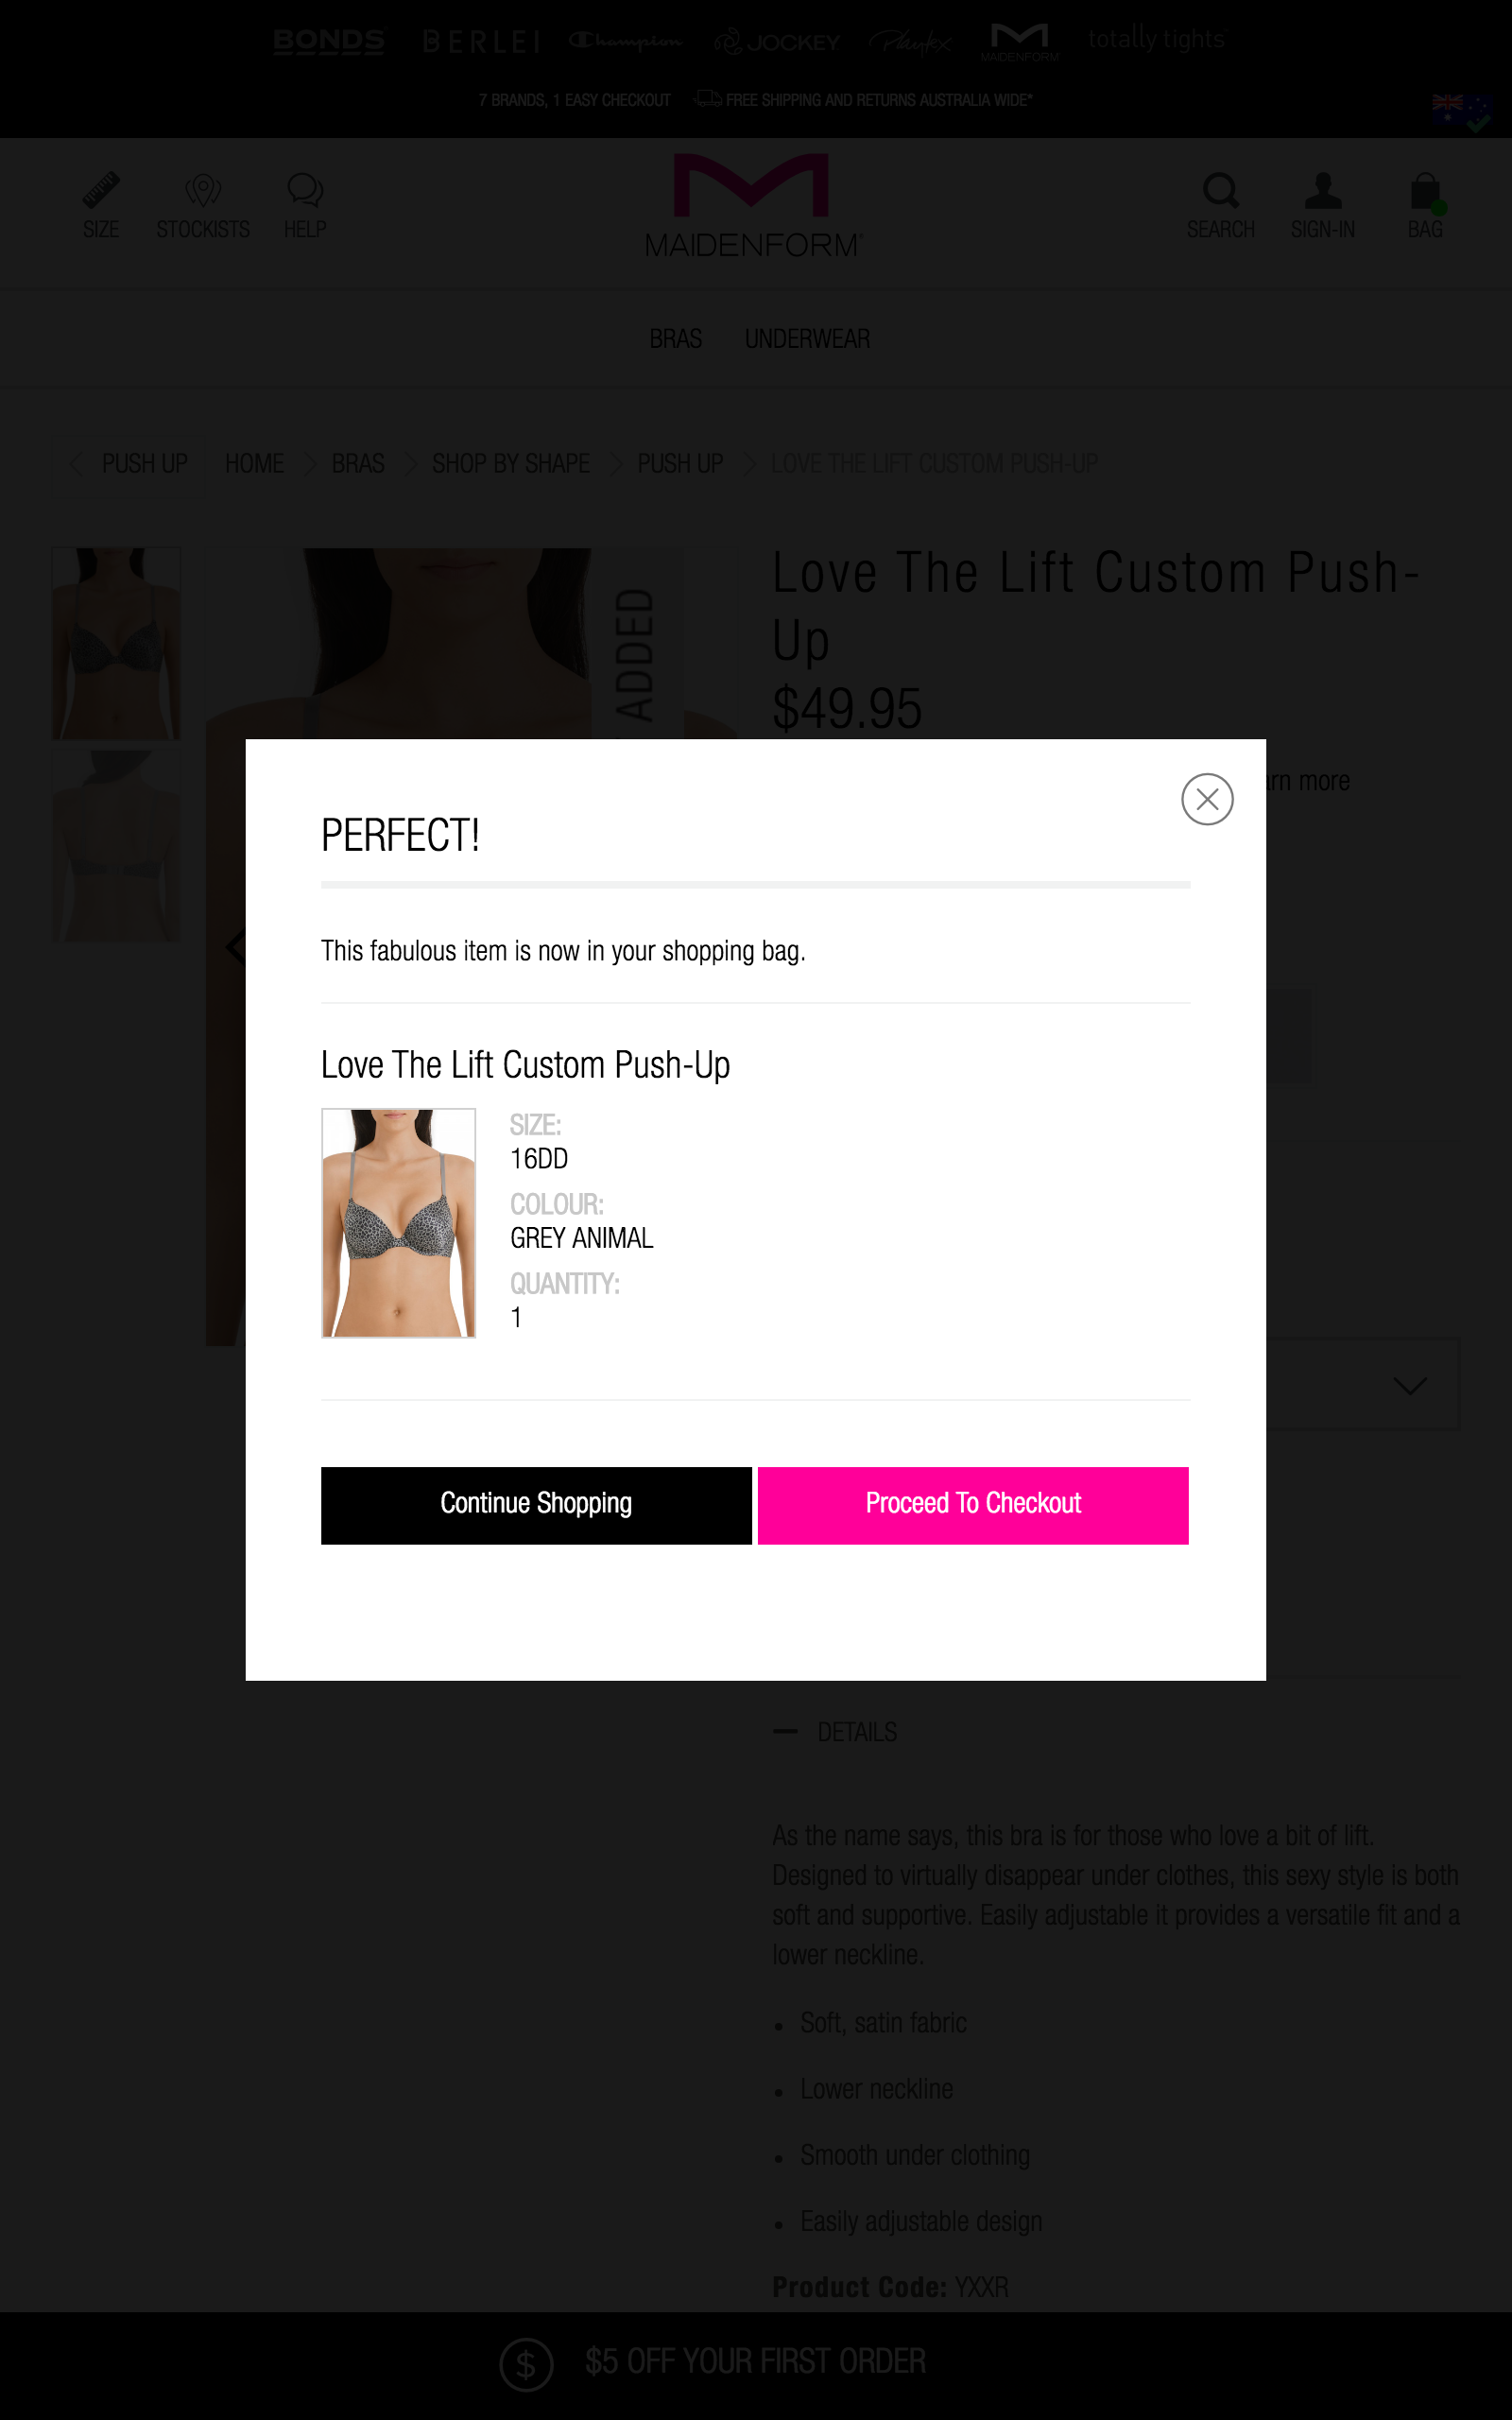 BONDS BERLEI Champion JOCKEY Playtex MAIDENFORM totally tights
7 BRANDS, 1 EASY CHECKOUT FREE SHIPPING AND RETURNS AUSTRALIA WIDE*
SIZE STOCKISTS HELP
MAIDENFORM
SEARCH SIGN-IN BAG
BRAS UNDERWEAR
PUSH UP HOME BRAS SHOP BY SHAPE PUSH UP LOVE THE LIFT CUSTOM PUSH-UP
ADDED
Love The Lift Custom Push-
Up
$49.95
arn more
PERFECT!
This fabulous item is now in your shopping bag.
Love The Lift Custom Push-Up
SIZE:
16DD
COLOUR:
GREY ANIMAL
QUANTITY:
1
Continue Shopping Proceed To Checkout
DETAILS
As the name says, this bra is for those who love a bit of lift.
Designed to virtually disappear under clothes, this sexy style is both
soft and supportive. Easily adjustable it provides a versatile fit and a
lower neckline.
• Soft, satin fabric
• Lower neckline
• Smooth under clothing
• Easily adjustable design
Product Code: YXXR
$ $5 OFF YOUR FIRST ORDER